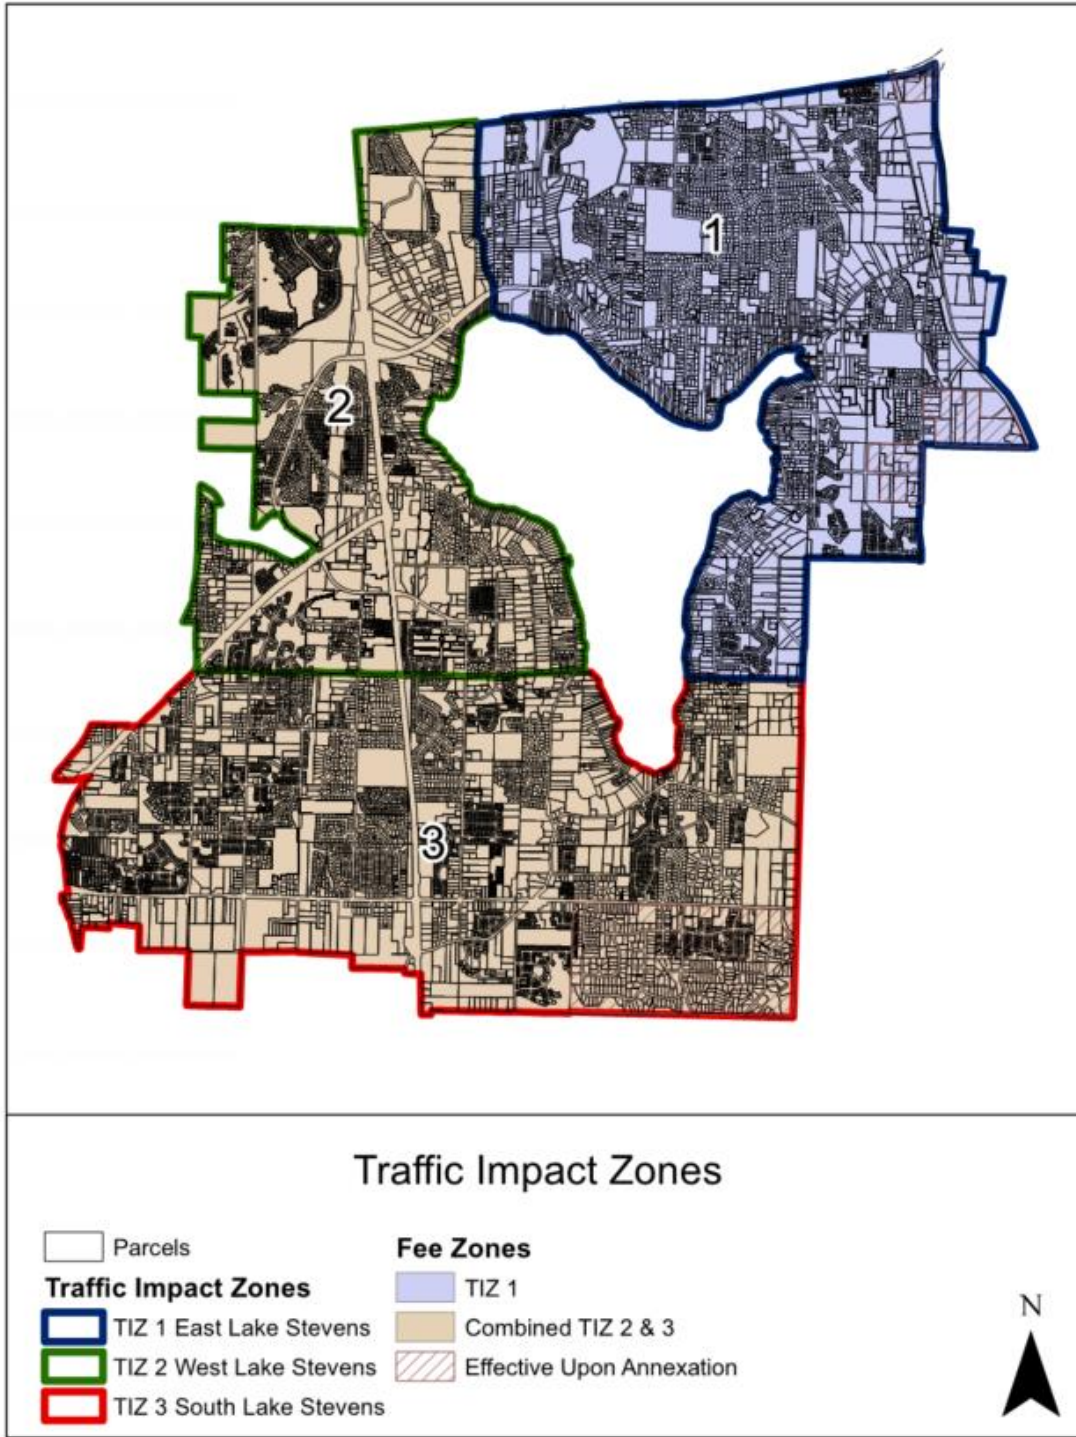 1
2
3
Traffic Impact Zones
Parcels
Traffic Impact Zones
TIZ 1 East Lake Stevens
TIZ 2 West Lake Stevens
TIZ 3 South Lake Stevens
Fee Zones
TIZ 1
Combined TIZ 2 & 3
Effective Upon Annexation
N